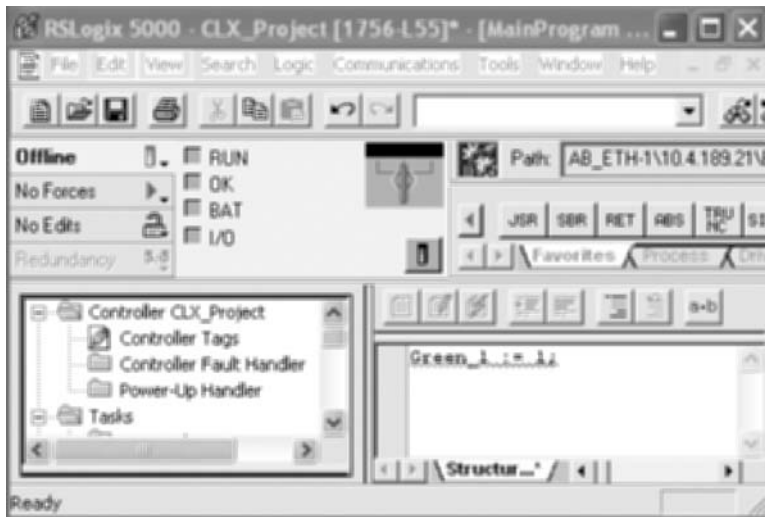 RSLogix 5000 - CLX_Project [1756-L55]* - [MainProgram ...
File Edit View Search Logic Communications Tools Window Help
Offline
RUN
No Forces
OK
No Edits
BAT
Redundancy
I/O
Path: AB_ETH-1\10.4.189.21\
JSR SBR RET ABS TRUNC
Favorites Process
Controller CLX_Project
Controller Tags
Controller Fault Handler
Power-Up Handler
Tasks
a+b
Green_1 := 1;
Structur...*
Ready